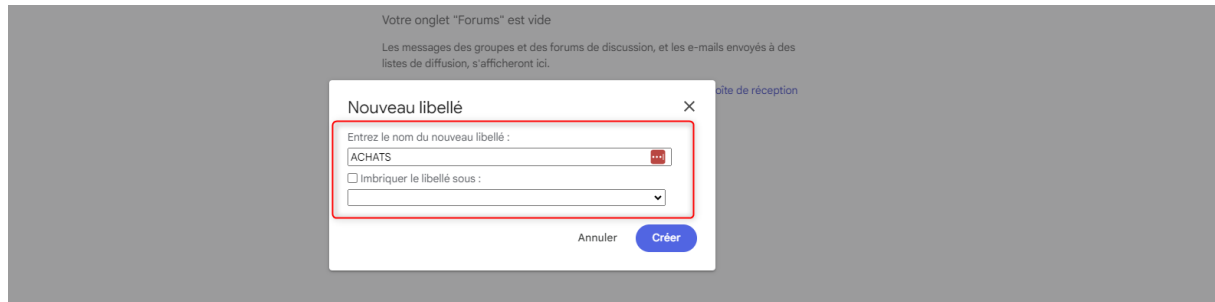 Votre onglet "Forums" est vide
Les messages des groupes et des forums de discussion, et les e-mails envoyés à des
listes de diffusion, s'afficheront ici.
oîte de réception
Nouveau libellé
Entrez le nom du nouveau libellé :
ACHATS
Imbriquer le libellé sous :
Annuler Créer